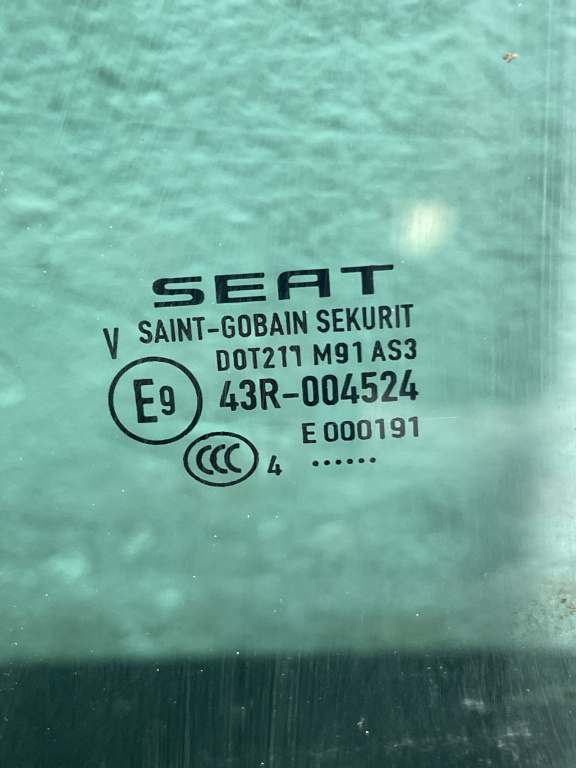 SEAT
V SAINT-GOBAIN SEKURIT
DOT211 M91 AS3
E9 43R-004524
E 000191
CCC 4 ......